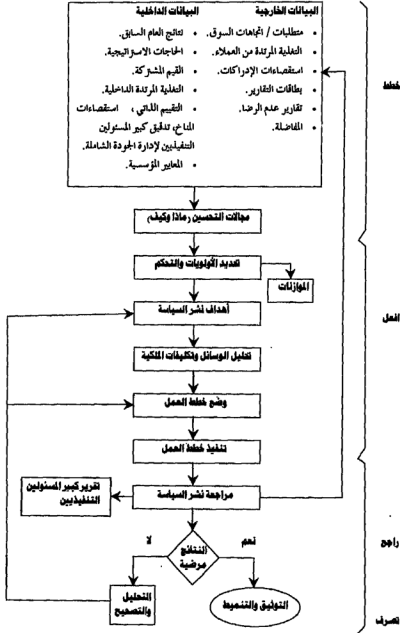 البيانات الخارجية
متطلبات / اتجاهات السوق.
التغذية المرتدة من العملاء.
استقصاءات الإدراكات.
بطاقات التقارير.
تقارير عدم الرضا.
المفاضلة.
البيانات الداخلية
نتائج العام السابق.
الحاجات الاستراتيجية.
القيم المشتركة.
التغذية المرتدة الداخلية.
التقييم الذاتي ، استقصاءات
المناخ، تدقيق كبير المسئولين
التنفيذيين لإدارة الجودة الشاملة.
المعايير المؤسسية.
خطط
مجالات التحسين (ماذا وكيف)
تحديد الأولويات والتحكم
الموازنات
أهداف نشر السياسة
افعل
تحليل الوسائل وتكليفات الملكية
وضع خطط العمل
تنفيذ خطط العمل
مراجعة نشر السياسة
تقرير كبير المسئولين
التنفيذيين
راجع
نعم
لا
النتائج
مرضية
التوثيق والتنميط
التحليل
والتصحيح
تصرف